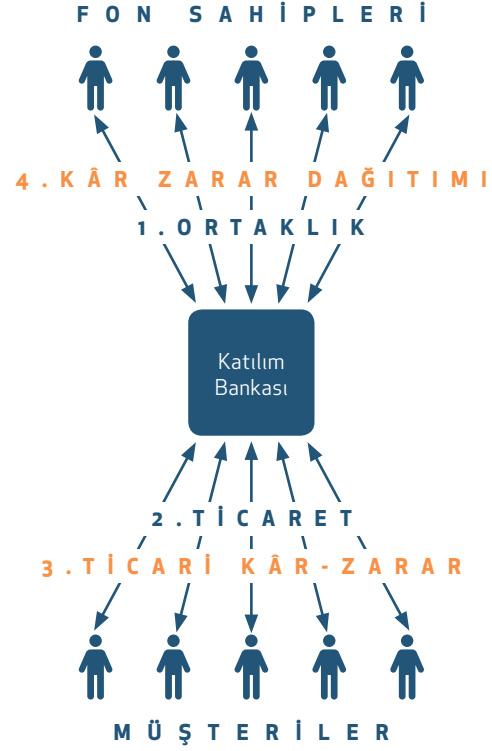 FON SAHİPLERİ
4.KÂR ZARAR DAĞITIMI
1.ORTAKLIK
Katılım
Bankası
2.TİCARET
3.TİCARİ KÂR-ZARAR
MÜŞTERİLER